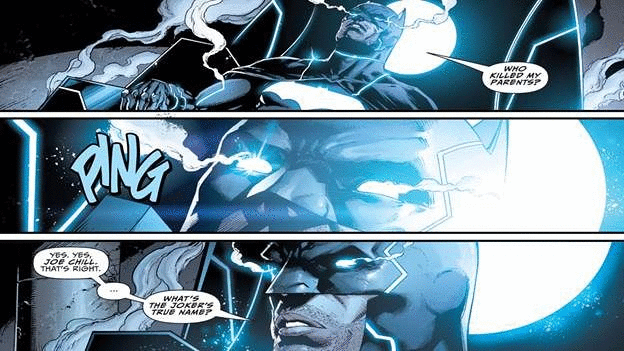 WHO
KILLED MY
PARENTS?
PING
YES, YES,
JOE CHILL.
THAT'S RIGHT.
...
WHAT'S
THE JOKER'S
TRUE NAME?